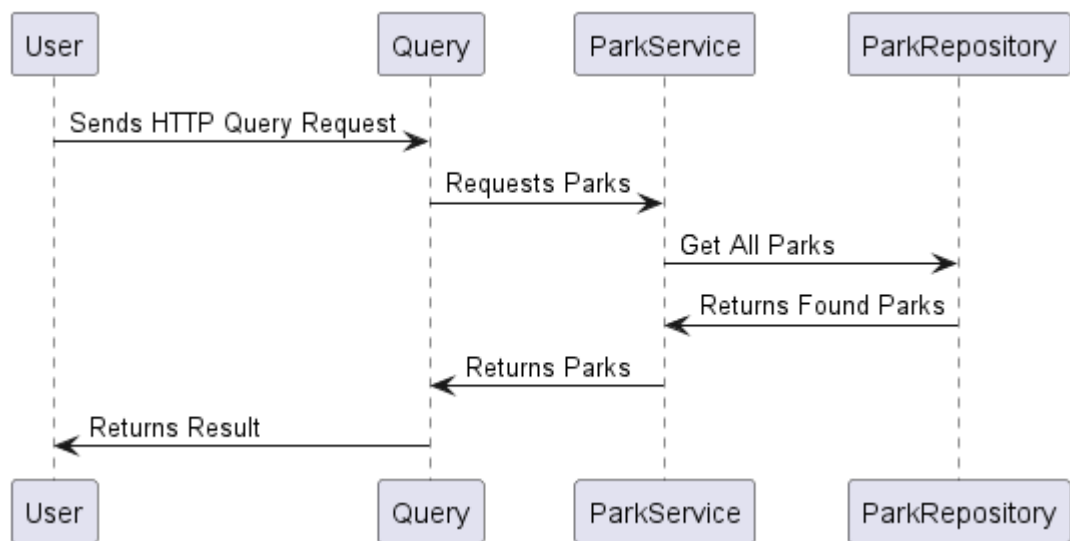 User Query ParkService ParkRepository
Sends HTTP Query Request
Requests Parks
Get All Parks
Returns Found Parks
Returns Parks
Returns Result
User Query ParkService ParkRepository